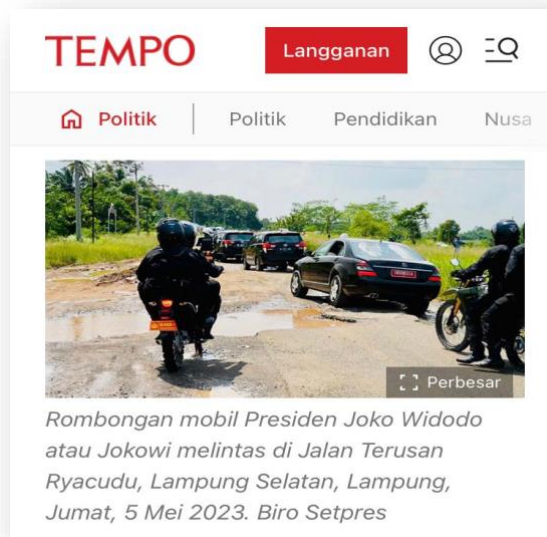 TEMPO
Langganan
Politik
Politik
Pendidikan
Nusa
Perbesar
Rombongan mobil Presiden Joko Widodo
atau Jokowi melintas di Jalan Terusan
Ryacudu, Lampung Selatan, Lampung,
Jumat, 5 Mei 2023. Biro Setpres